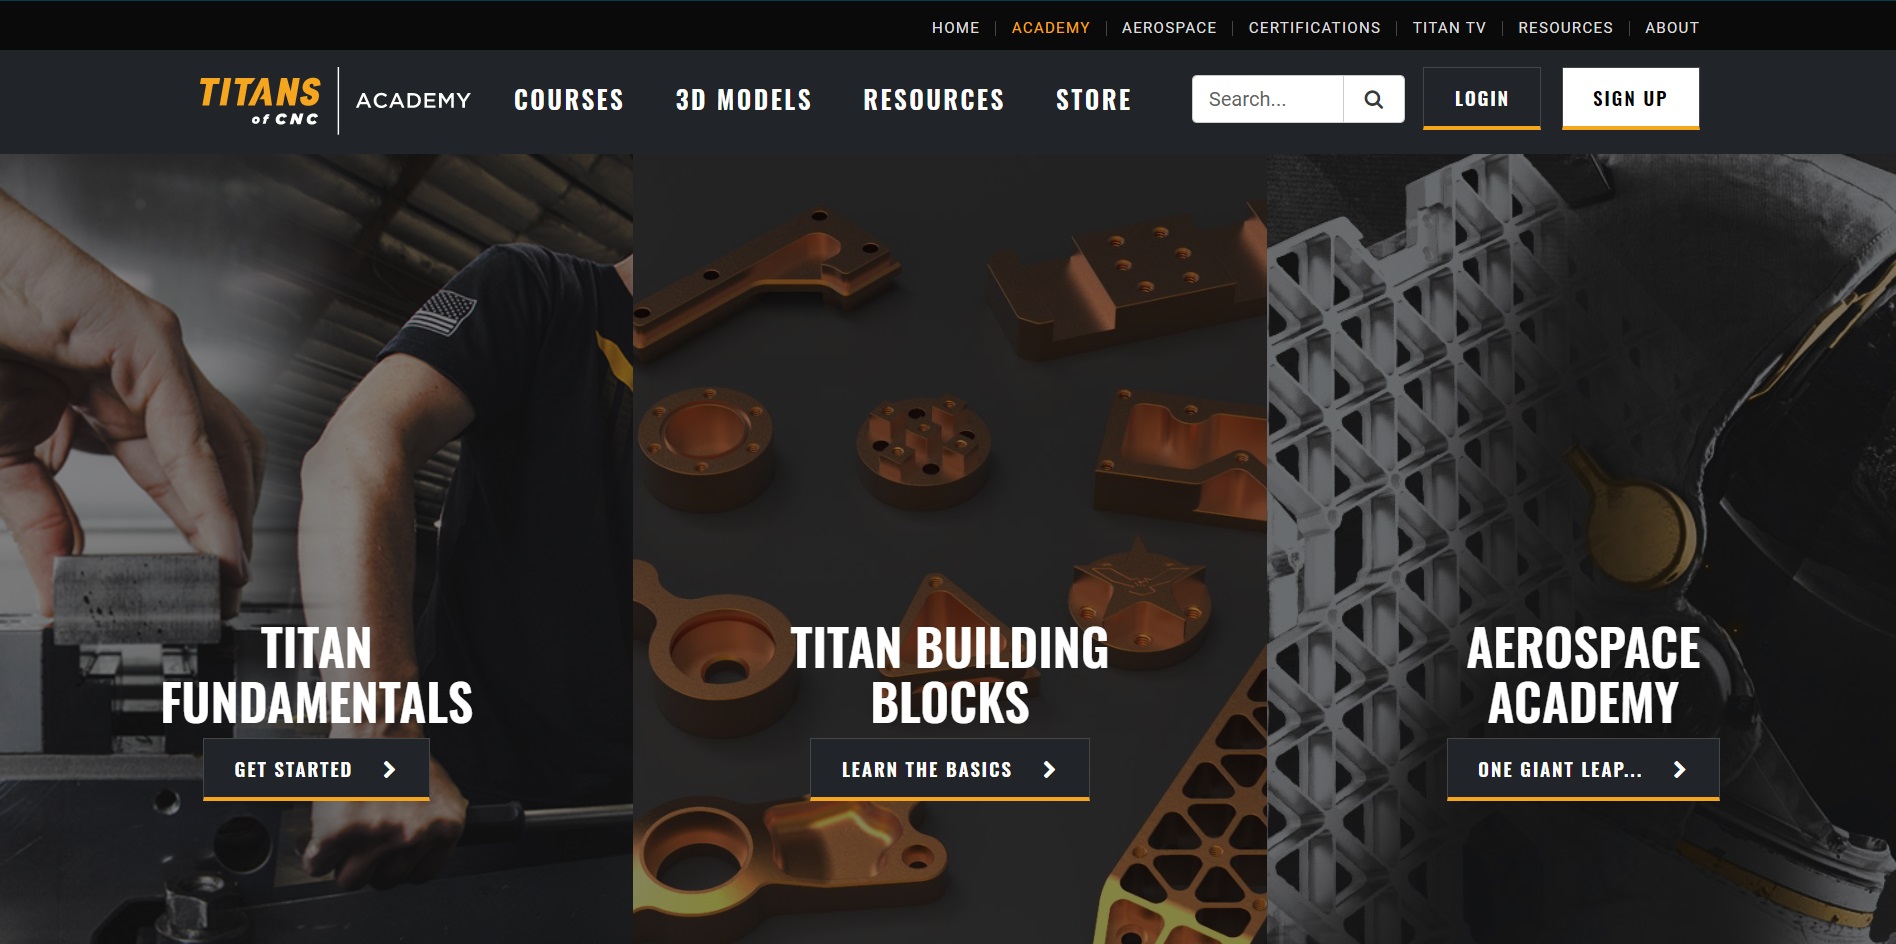 HOME ACADEMY AEROSPACE CERTIFICATIONS TITAN TV RESOURCES ABOUT
TITANS
of CNC
ACADEMY
COURSES 3D MODELS RESOURCES STORE
Search...
LOGIN
SIGN UP
TITAN
FUNDAMENTALS
GET STARTED
TITAN BUILDING
BLOCKS
LEARN THE BASICS
AEROSPACE
ACADEMY
ONE GIANT LEAP...